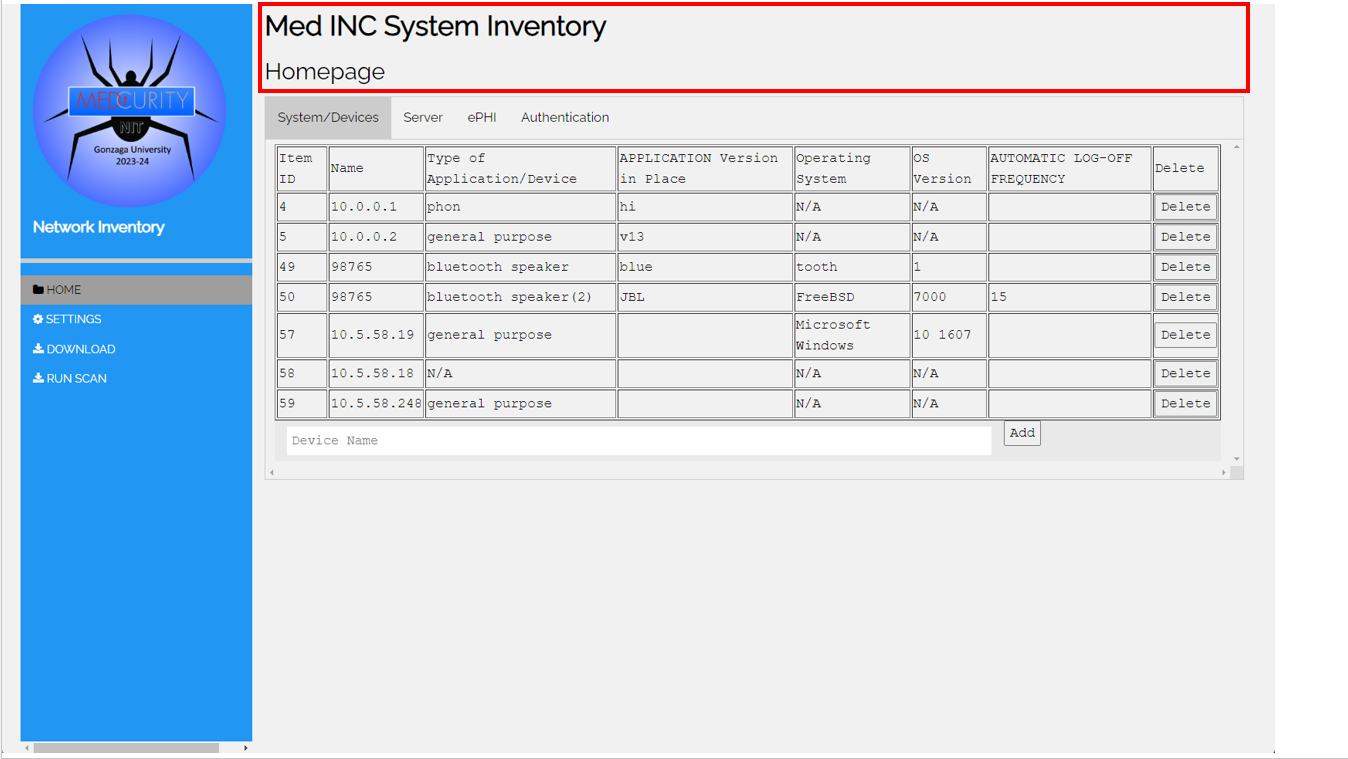 MEDCURITY
NIT
Gonzaga University
2023-24
Network Inventory
HOME
SETTINGS
DOWNLOAD
RUN SCAN
Med INC System Inventory
Homepage
System/Devices Server ePHI Authentication
Item ID Name Type of Application/Device APPLICATION Version in Place Operating System OS Version AUTOMATIC LOG-OFF FREQUENCY Delete
4 10.0.0.1 phon hi N/A N/A Delete
5 10.0.0.2 general purpose v13 N/A N/A Delete
49 98765 bluetooth speaker blue tooth 1 Delete
50 98765 bluetooth speaker(2) JBL FreeBSD 7000 15 Delete
57 10.5.58.19 general purpose Microsoft Windows 10 1607 Delete
58 10.5.58.18 N/A N/A N/A Delete
59 10.5.58.248 general purpose N/A N/A Delete
Device Name Add